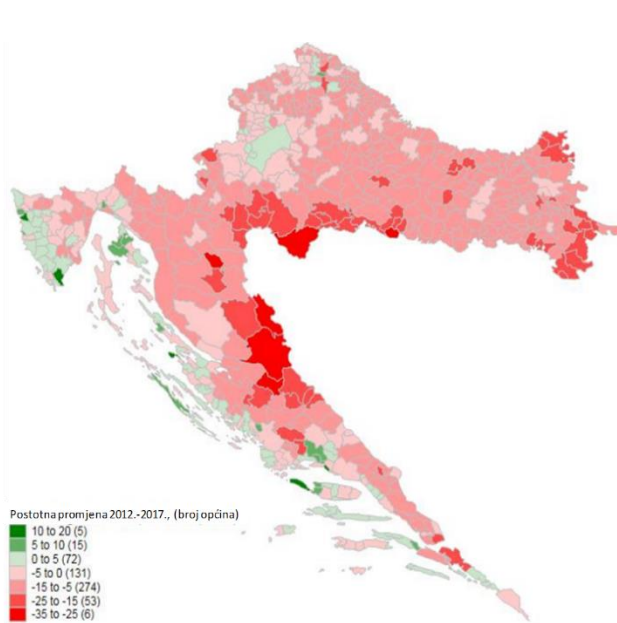 Postotna promjena 2012.-2017., (broj općina)
10 to 20 (5)
5 to 10 (15)
0 to 5 (72)
-5 to 0 (131)
-15 to -5 (274)
-25 to -15 (53)
-35 to -25 (6)